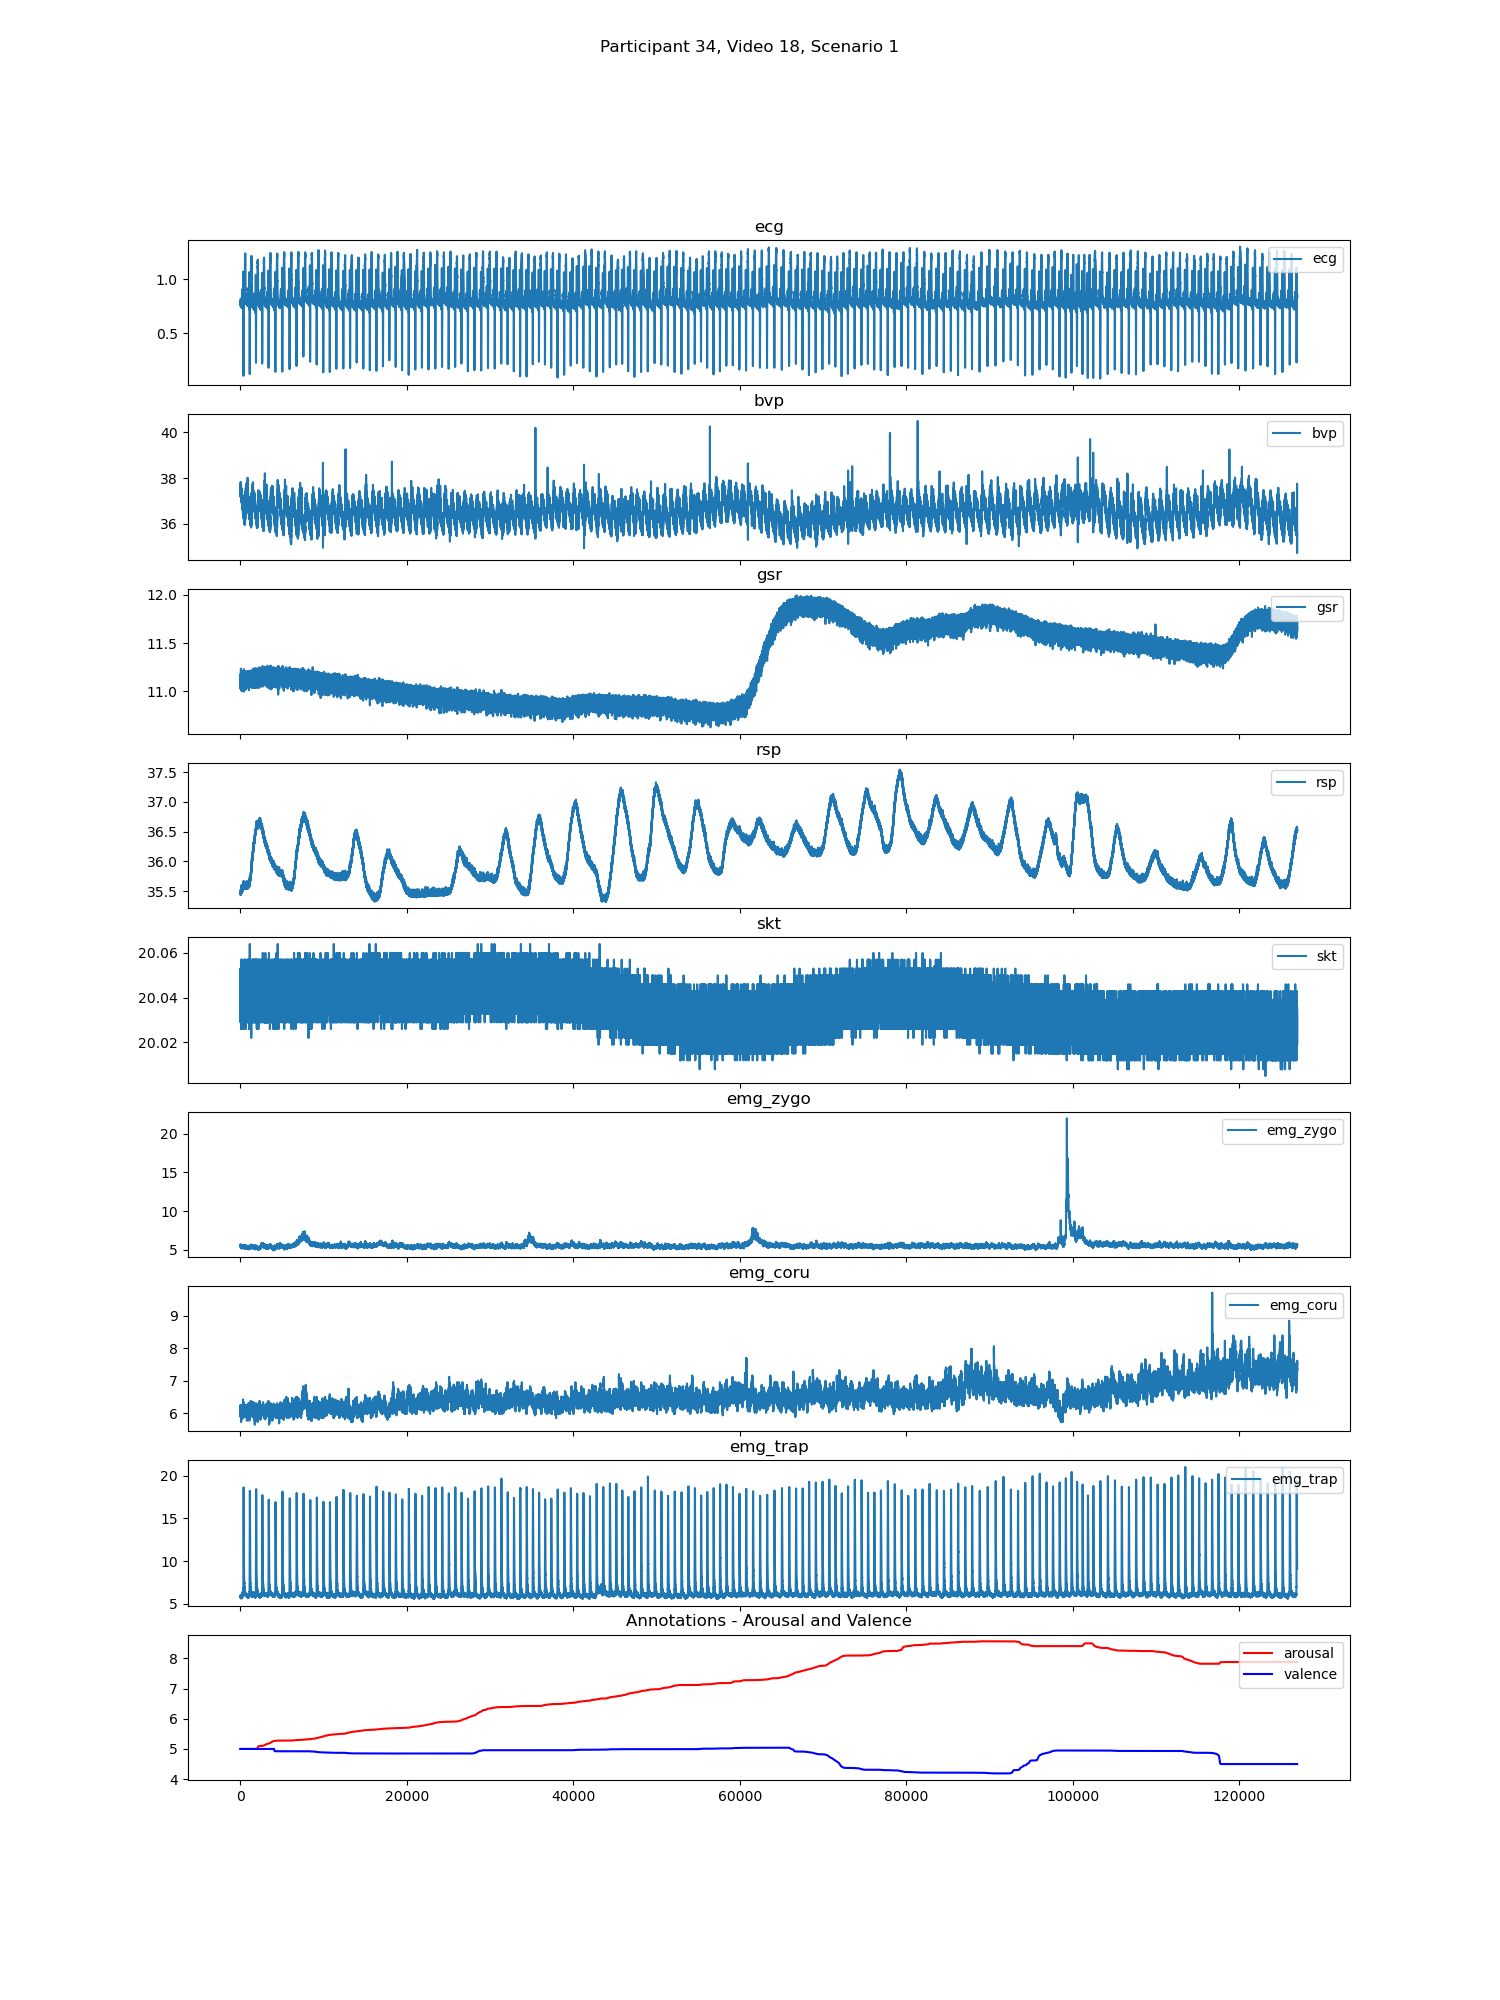 Participant 34, Video 18, Scenario 1
ecg
1.0
0.5
ecg
bvp
40
38
36
bvp
gsr
12.0
11.5
11.0
gsr
rsp
37.5
37.0
36.5
36.0
35.5
rsp
skt
20.06
20.04
20.02
skt
emg_zygo
20
15
10
5
emg_zygo
emg_coru
9
8
7
6
emg_coru
emg_trap
20
15
10
5
emg_trap
Annotations - Arousal and Valence
8
7
6
5
4
arousal
valence
0 20000 40000 60000 80000 100000 120000